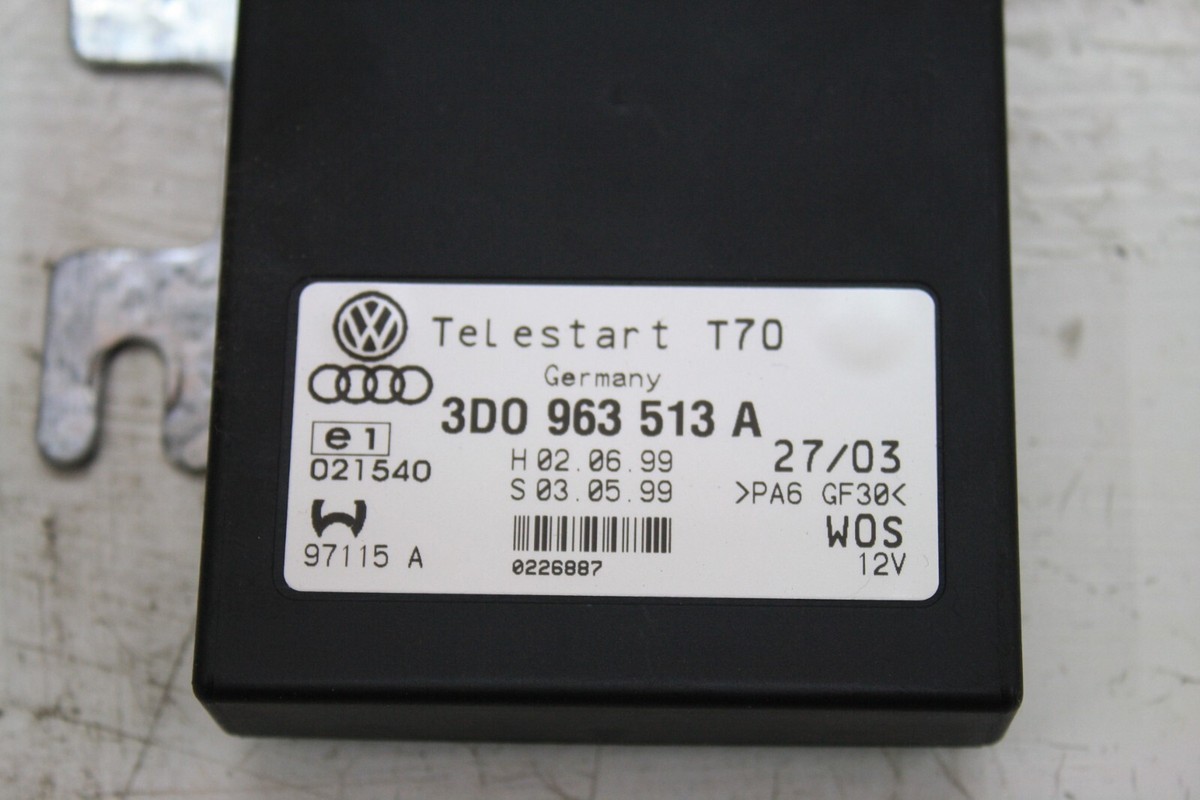 VW Telestart T70
Germany
3D0 963 513 A
e1
021540
H 02.06.99
S 03.05.99
27/03
>PA6 GF30<
WOS
12V
97115 A
0226887